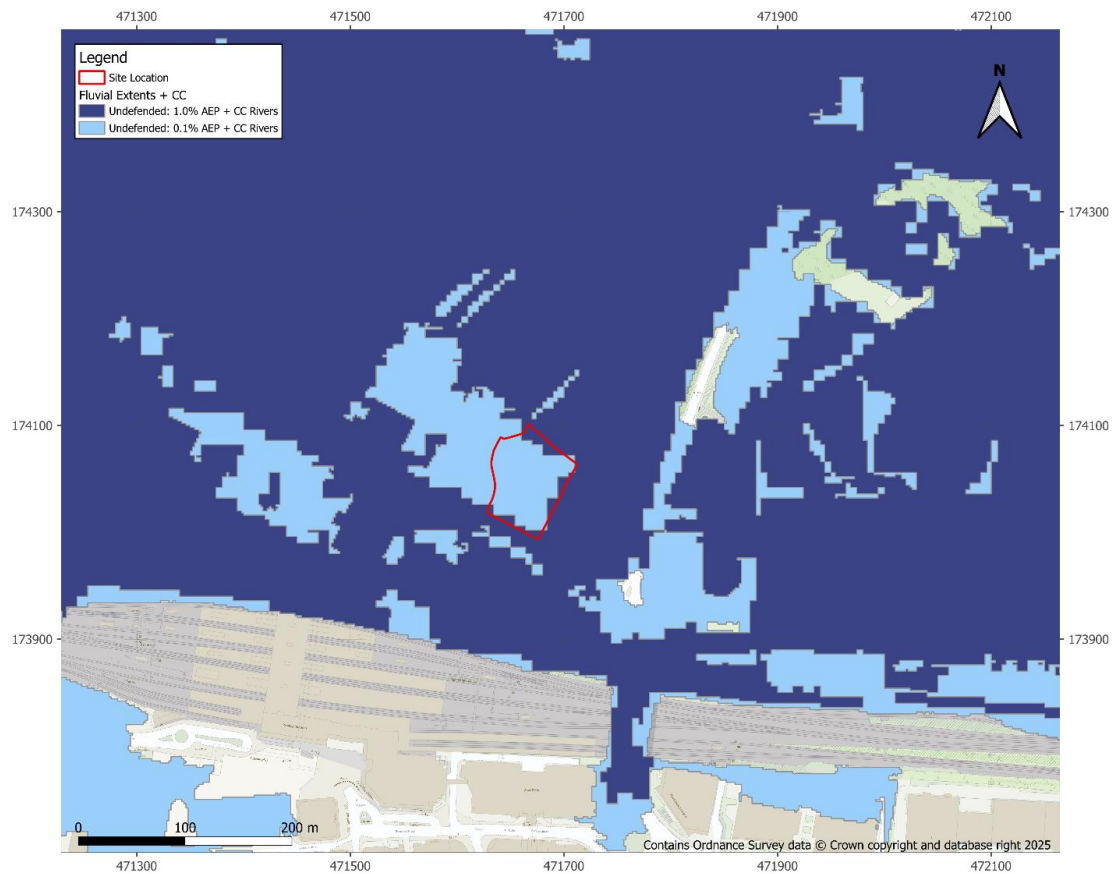 471300 471500 471700 471900 472100
Legend
Site Location
Fluvial Extents + CC
Undefended: 1.0% AEP + CC Rivers
Undefended: 0.1% AEP + CC Rivers
N
174300 174300
174100 174100
173900 173900
0 100 200 m
Contains Ordnance Survey data © Crown copyright and database right 2025
471300 471500 471700 471900 472100